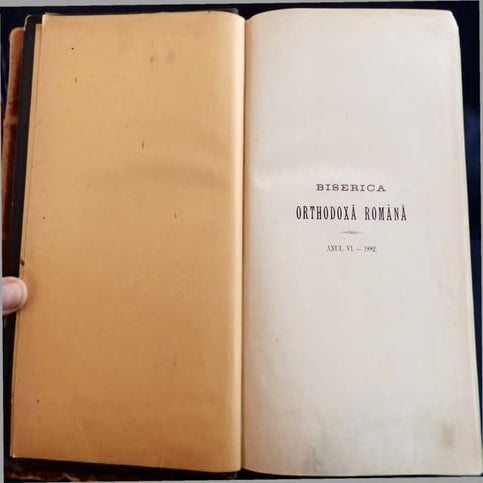 BISERICA
ORTHODOXĂ ROMÂNĂ
ANUL VI. — 1882.